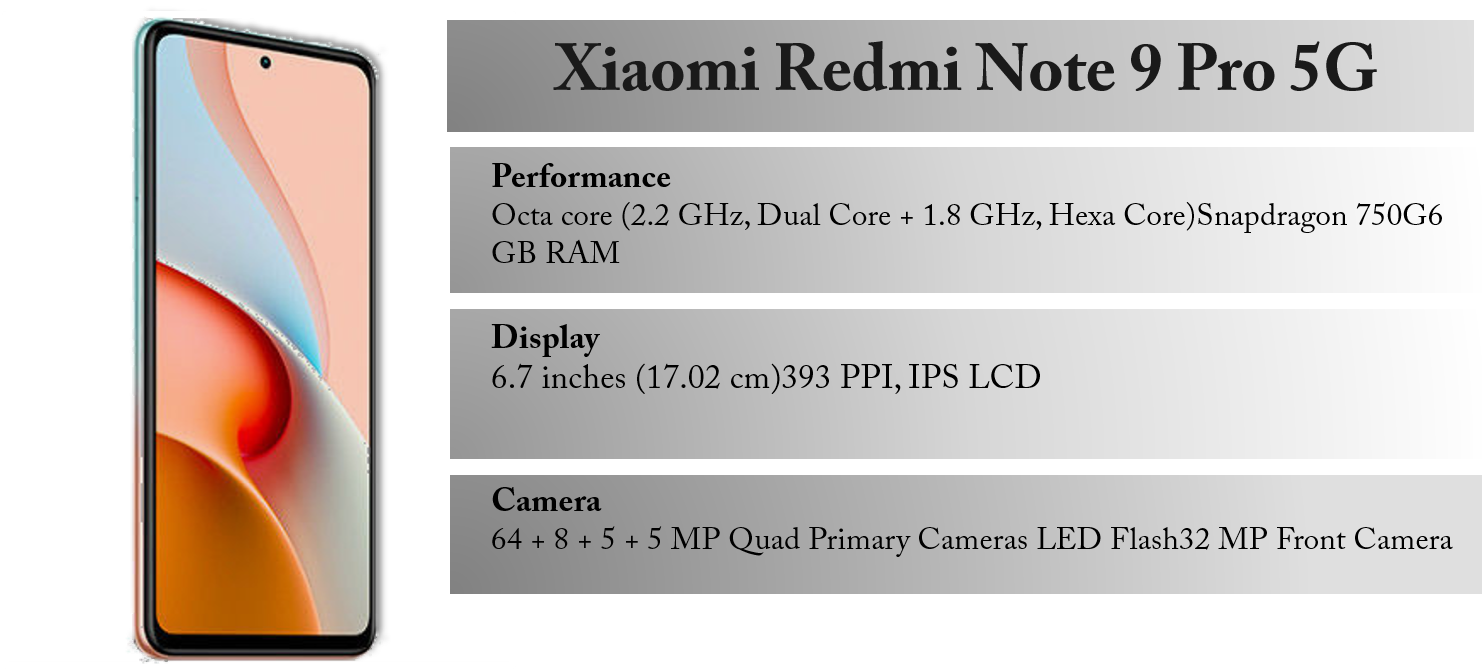 Xiaomi Redmi Note 9 Pro 5G
Performance
Octa core (2.2 GHz, Dual Core + 1.8 GHz, Hexa Core)Snapdragon 750G6
GB RAM
Display
6.7 inches (17.02 cm)393 PPI, IPS LCD
Camera
64 + 8 + 5 + 5 MP Quad Primary Cameras LED Flash32 MP Front Camera